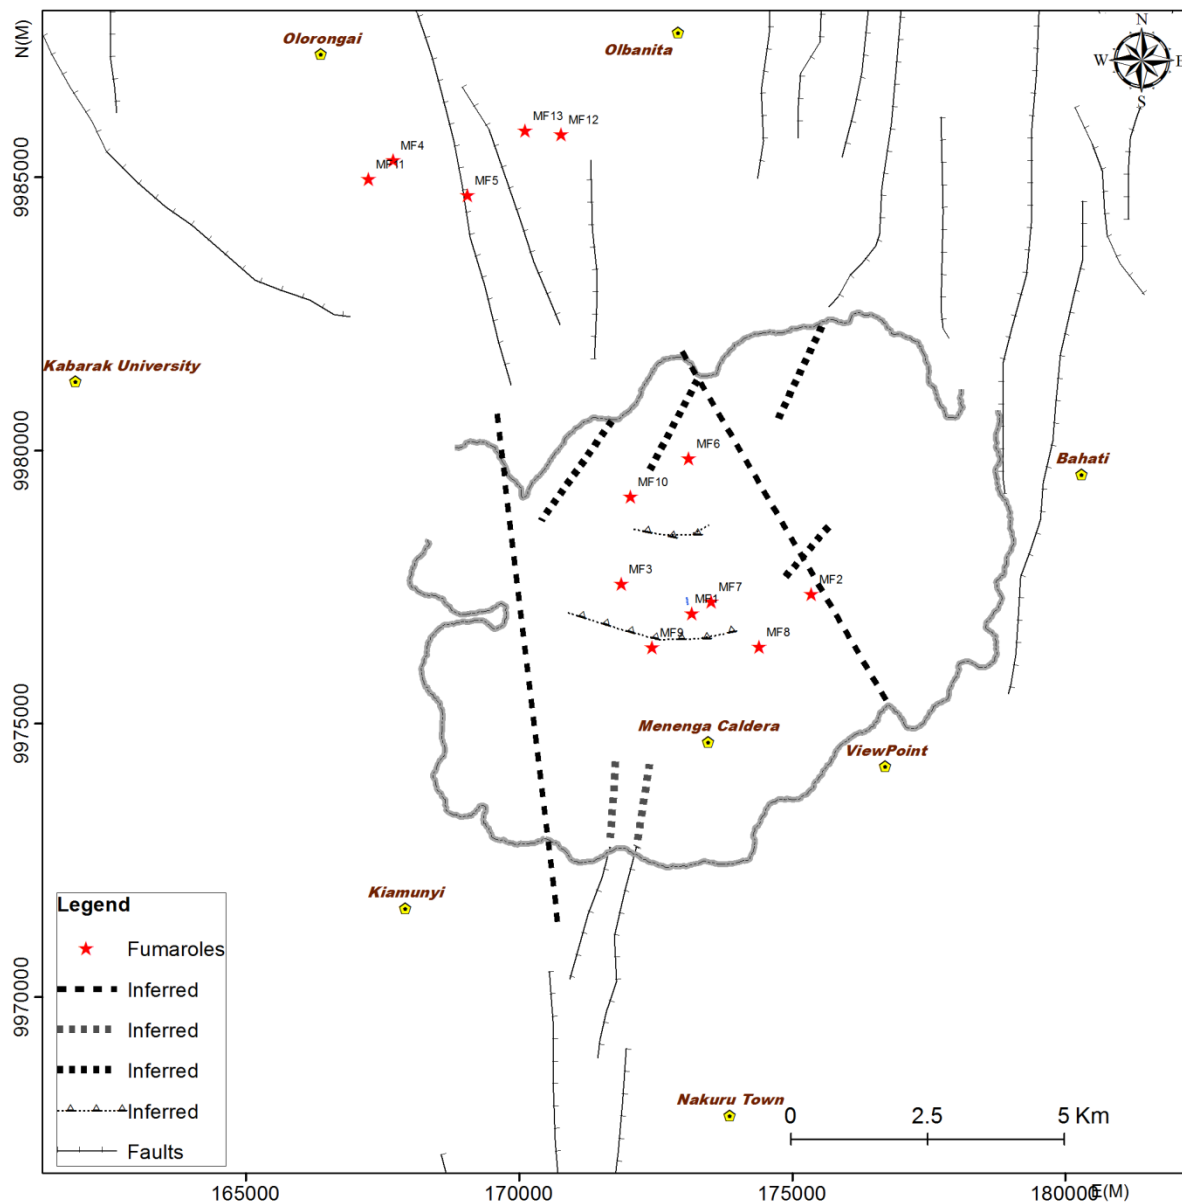 N(M)
N
W
E
S
Olorongai
Olbanita
MF13
MF12
MF4
MF11
MF5
9985000
Kabarak University
MF6
Bahati
9980000
MF10
MF3
MF7
MF2
MF1
MF9
MF8
9975000
Menenga Caldera
ViewPoint
Kiamunyi
Legend
Fumaroles
Inferred
Inferred
Inferred
Inferred
Faults
9970000
Nakuru Town
0
2.5
5 Km
165000
170000
175000
180000
E(M)